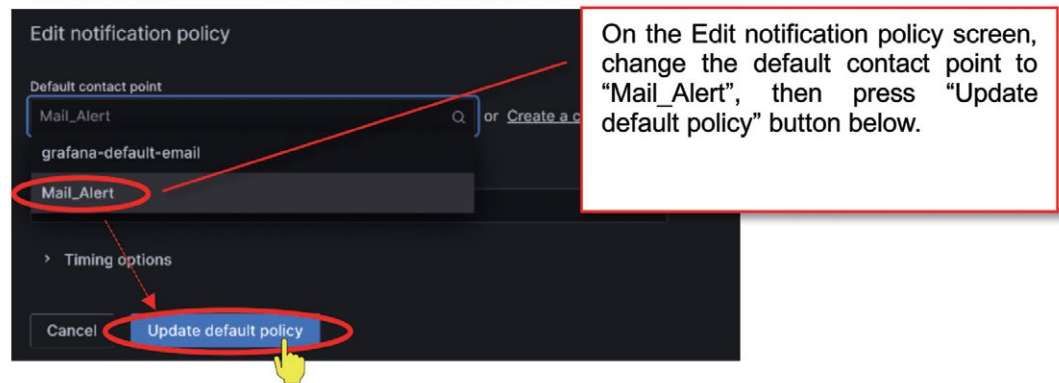 Edit notification policy
Default contact point
Mail_Alert
or Create a c
grafana-default-email
Mail_Alert
Timing options
Cancel
Update default policy
On the Edit notification policy screen,
change the default contact point to
“Mail_Alert”, then press “Update
default policy” button below.